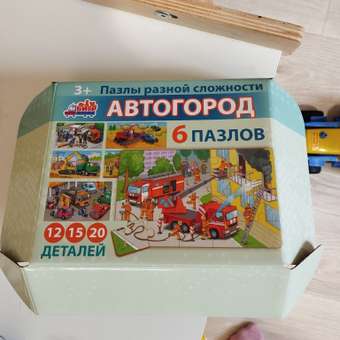 3+ Пазлы разной сложности
АВТОГОРОД
6 ПАЗЛОВ
12 15 20
ДЕТАЛЕЙ